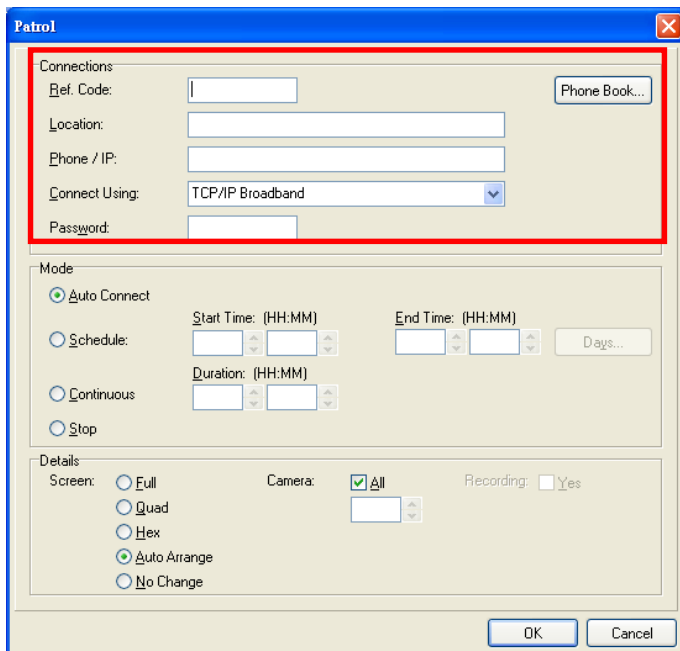 Patrol
Connections
Ref. Code:
Phone Book...
Location:
Phone / IP:
Connect Using:
TCP/IP Broadband
Password:
Mode
Auto Connect
Start Time: (HH:MM) End Time: (HH:MM)
Schedule:
Days...
Duration: (HH:MM)
Continuous
Stop
Details
Screen: Full Camera: All Recording: Yes
Quad
Hex
Auto Arrange
No Change
OK Cancel